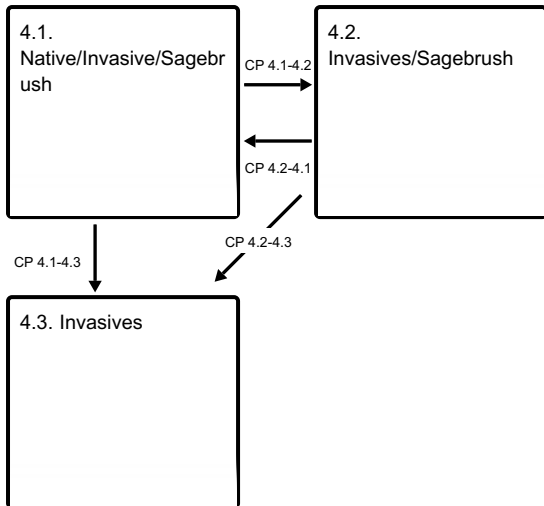 4.1.
Native/Invasive/Sagebr
ush
CP 4.1-4.2
4.2.
Invasives/Sagebrush
CP 4.2-4.1
CP 4.2-4.3
CP 4.1-4.3
4.3. Invasives